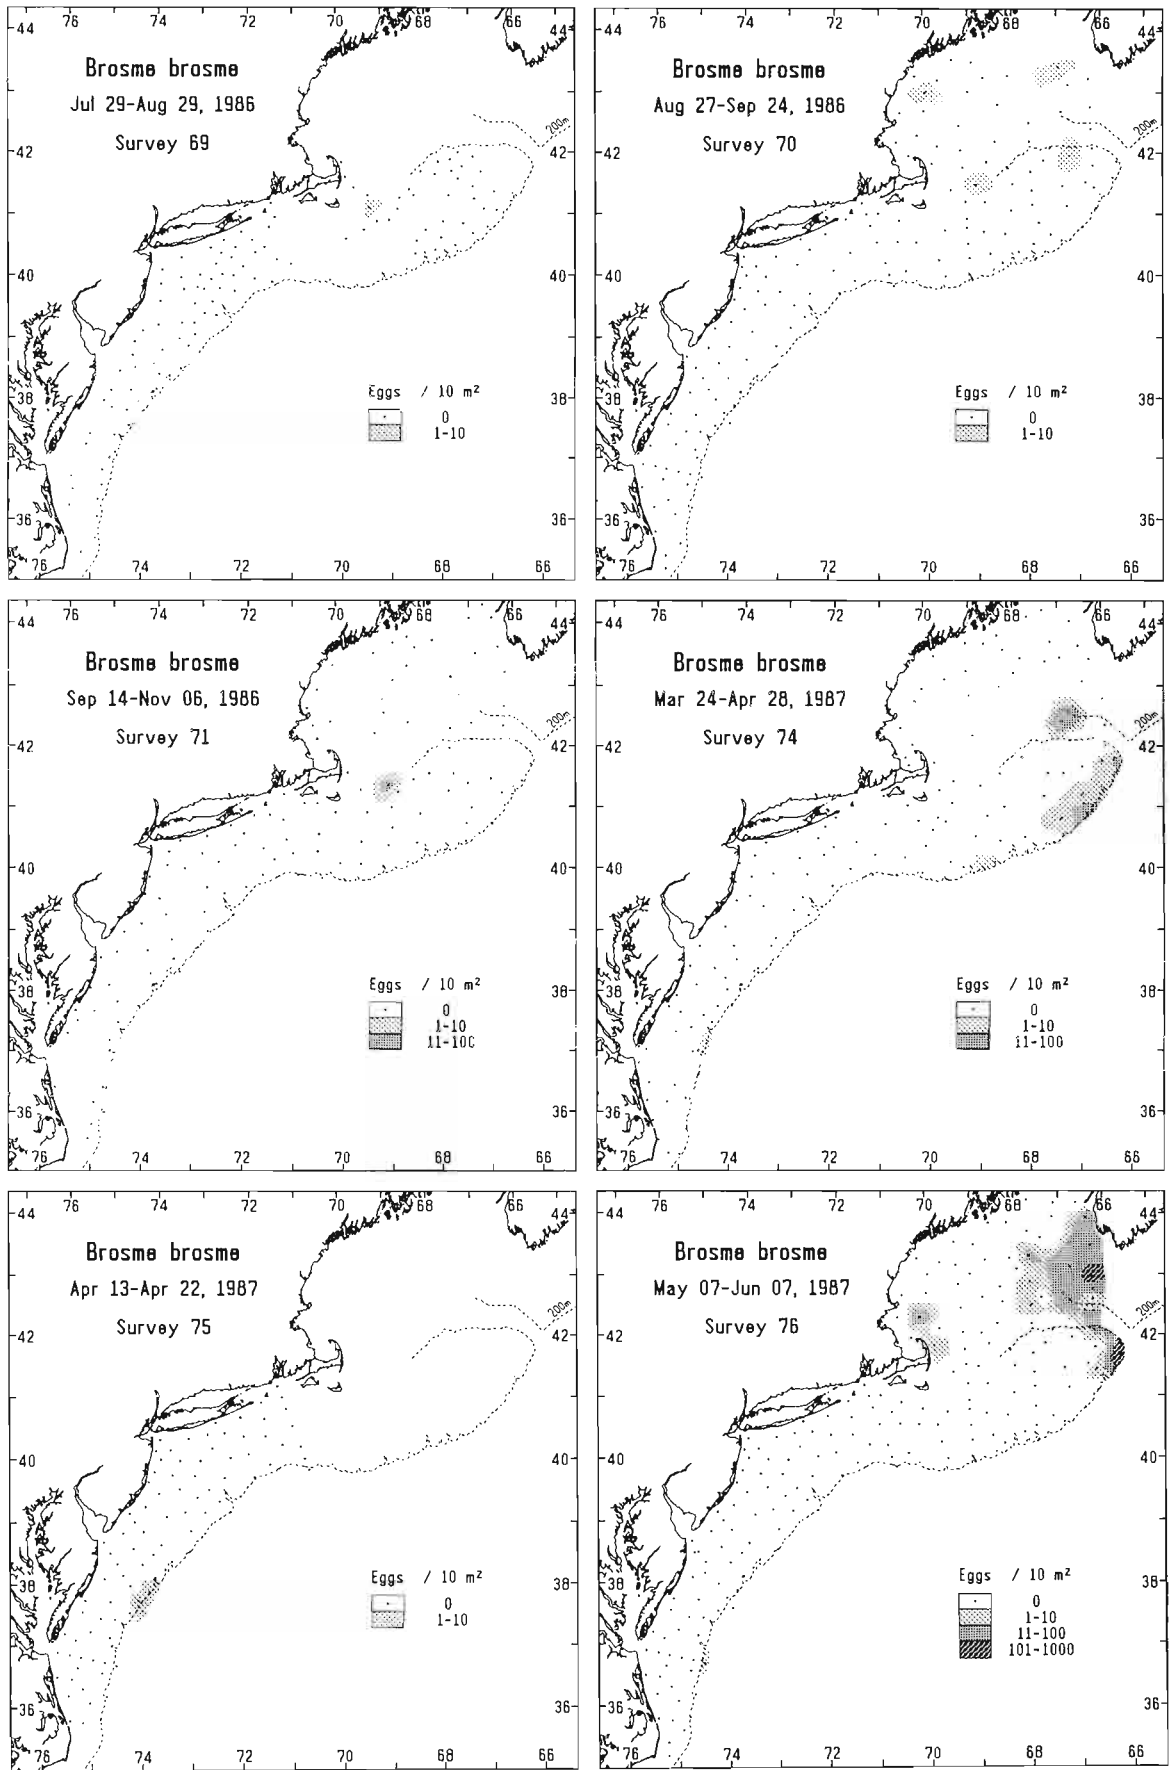 76 74 72 70 68 66
44 44
Brosme brosme
Jul 29-Aug 29, 1986
Survey 69
200m
42 42
40 40
Eggs / 10 m²
0
1-10
38 38
36 36
76 74 72 70 68 66
76 74 72 70 68 66
44 44
Brosme brosme
Aug 27-Sep 24, 1986
Survey 70
200m
42 42
40 40
Eggs / 10 m²
0
1-10
38 38
36 36
76 74 72 70 68 66
76 74 72 70 68 66
44 44
Brosme brosme
Sep 14-Nov 06, 1986
Survey 71
200m
42 42
40 40
Eggs / 10 m²
0
1-10
11-100
38 38
36 36
76 74 72 70 68 66
76 74 72 70 68 66
44 44
Brosme brosme
Mar 24-Apr 28, 1987
Survey 74
200m
42 42
40 40
Eggs / 10 m²
0
1-10
11-100
38 38
36 36
76 74 72 70 68 66
76 74 72 70 68 66
44 44
Brosme brosme
Apr 13-Apr 22, 1987
Survey 75
200m
42 42
40 40
Eggs / 10 m²
0
1-10
38 38
36 36
76 74 72 70 68 66
76 74 72 70 68 66
44 44
Brosme brosme
May 07-Jun 07, 1987
Survey 76
200m
42 42
40 40
Eggs / 10 m²
0
1-10
11-100
101-1000
38 38
36 36
76 74 72 70 68 66